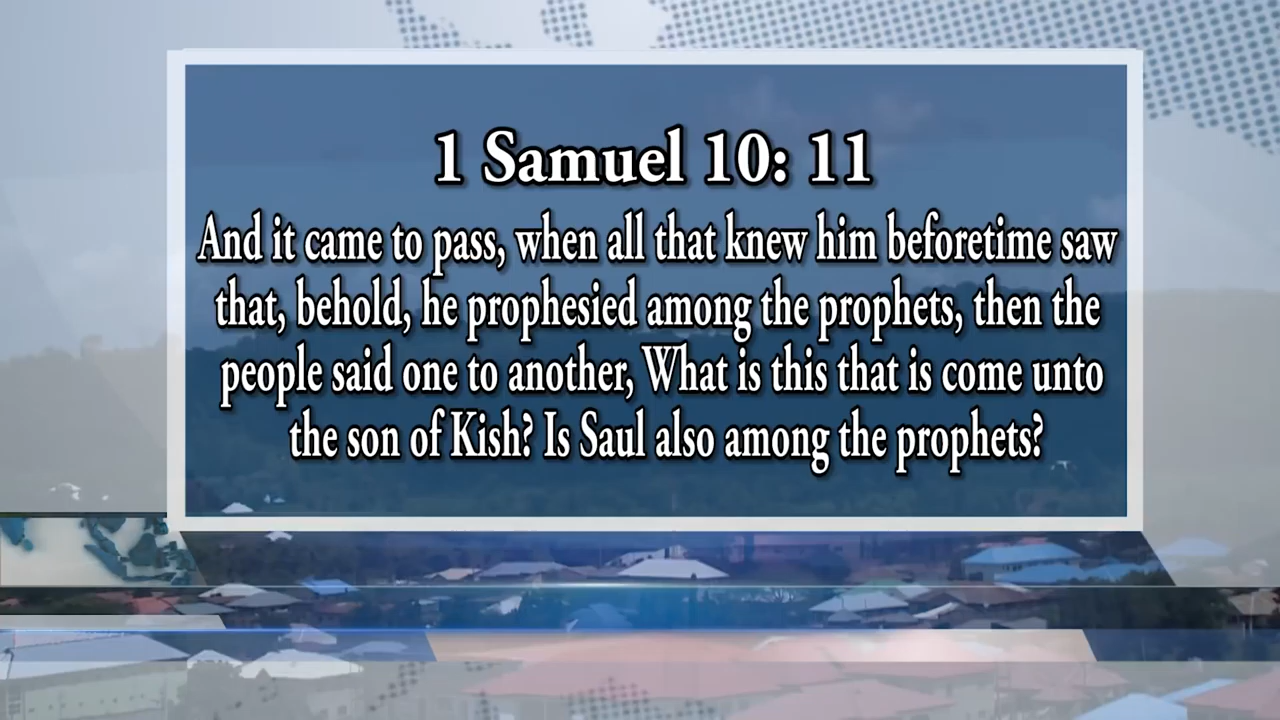 1 Samuel 10: 11
And it came to pass, when all that knew him beforetime saw
that, behold, he prophesied among the prophets, then the
people said one to another, What is this that is come unto
the son of Kish? Is Saul also among the prophets?